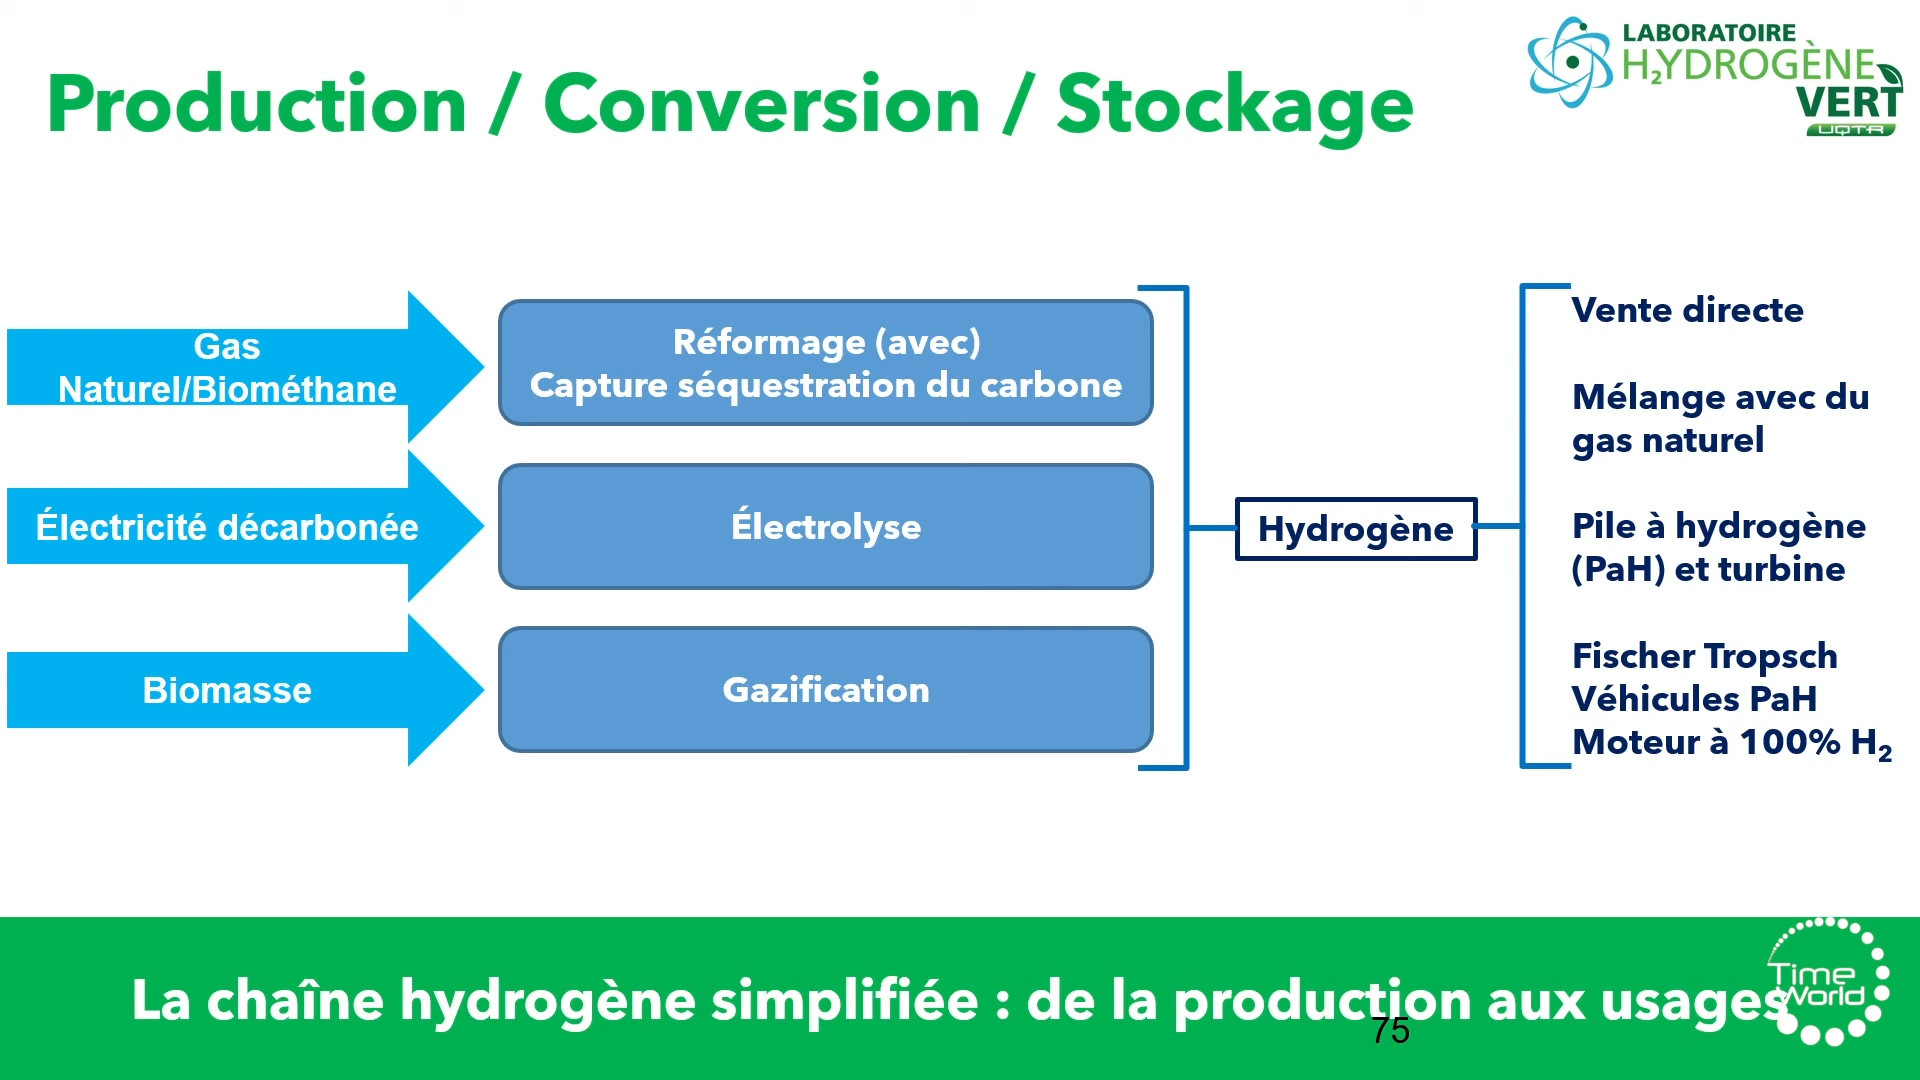 Production / Conversion / Stockage
LABORATOIRE
H₂YDROGÈNE
VERT
UQTR
Gas
Naturel/Biométhane
Réformage (avec)
Capture séquestration du carbone
Électricité décarbonée
Électrolyse
Biomasse
Gazification
Hydrogène
Vente directe
Mélange avec du
gas naturel
Pile à hydrogène
(PaH) et turbine
Fischer Tropsch
Véhicules PaH
Moteur à 100% H₂
La chaîne hydrogène simplifiée : de la production aux usages
75
Time
World